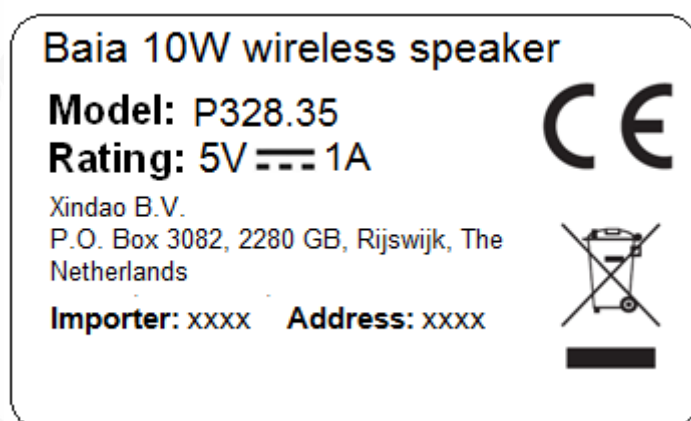 Baia 10W wireless speaker
Model: P328.35
Rating: 5V ⎓ 1A
Xindao B.V.
P.O. Box 3082, 2280 GB, Rijswijk, The
Netherlands
Importer: xxxx Address: xxxx
CE